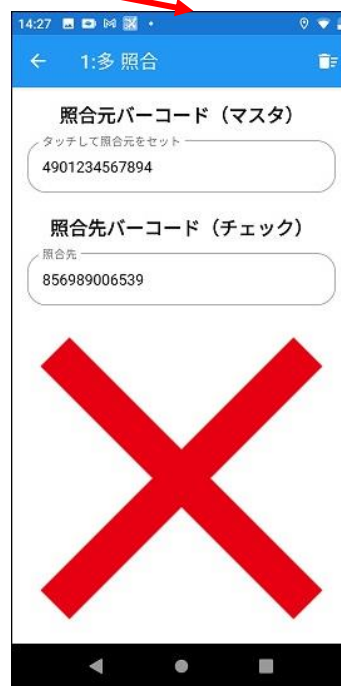 14:27
1:多 照合
照合元バーコード（マスタ）
タッチして照合元をセット
4901234567894
照合先バーコード（チェック）
照合先
856989006539